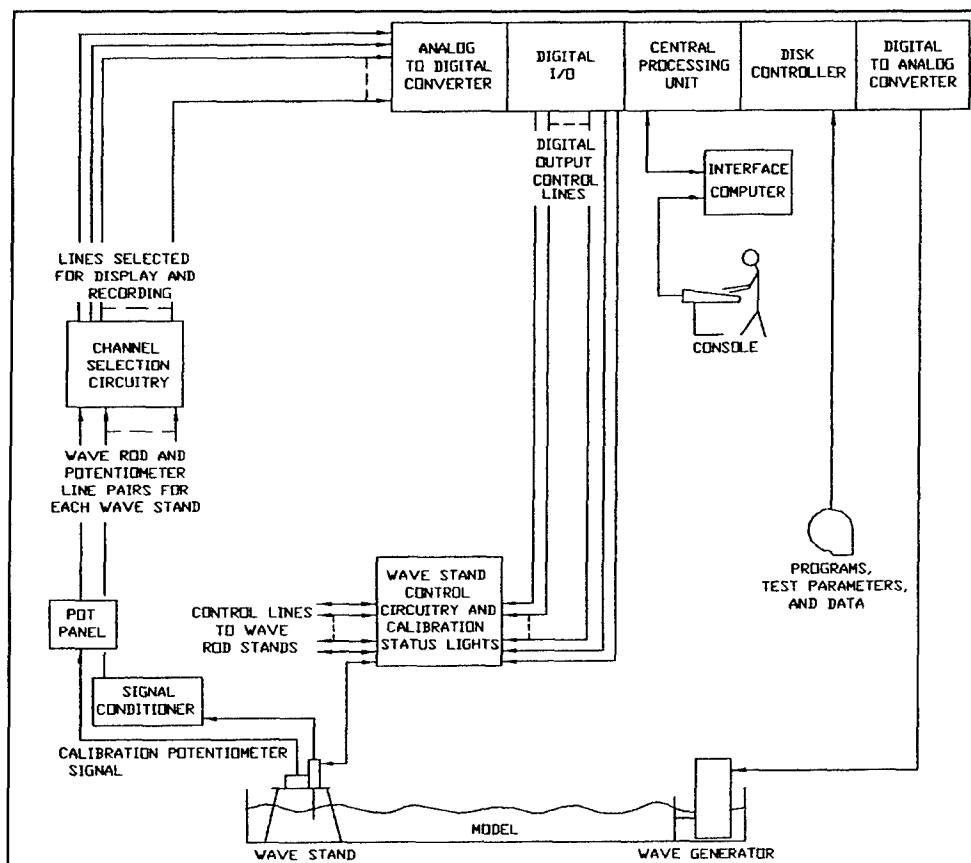 ANALOG
TO DIGITAL
CONVERTER
DIGITAL
I/O
CENTRAL
PROCESSING
UNIT
DISK
CONTROLLER
DIGITAL
TO ANALOG
CONVERTER
DIGITAL
OUTPUT
CONTROL
LINES
INTERFACE
COMPUTER
CONSOLE
LINES SELECTED
FOR DISPLAY AND
RECORDING
CHANNEL
SELECTION
CIRCUITRY
WAVE ROD AND
POTENTIOMETER
LINE PAIRS FOR
EACH WAVE STAND
PROGRAMS,
TEST PARAMETERS,
AND DATA
WAVE STAND
CONTROL
CIRCUITRY AND
CALIBRATION
STATUS LIGHTS
CONTROL LINES
TO WAVE
ROD STANDS
POT
PANEL
SIGNAL
CONDITIONER
CALIBRATION POTENTIOMETER
SIGNAL
MODEL
WAVE STAND
WAVE GENERATOR